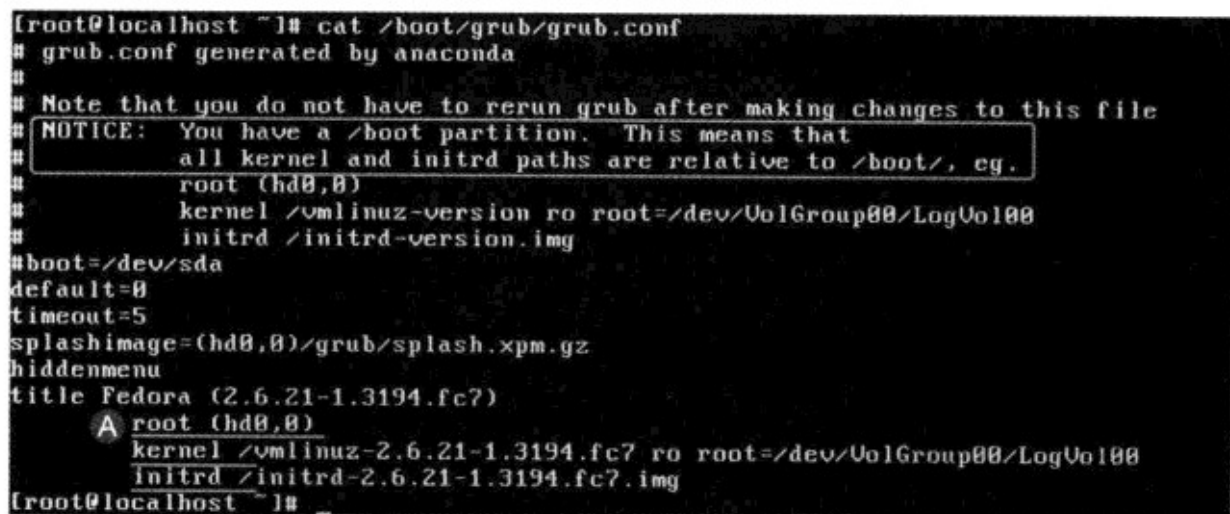 [root@localhost ~]# cat /boot/grub/grub.conf
# grub.conf generated by anaconda
#
# Note that you do not have to rerun grub after making changes to this file
# NOTICE:  You have a /boot partition.  This means that
#          all kernel and initrd paths are relative to /boot/, eg.
#          root (hd0,0)
#          kernel /vmlinuz-version ro root=/dev/VolGroup00/LogVol00
#          initrd /initrd-version.img
#boot=/dev/sda
default=0
timeout=5
splashimage=(hd0,0)/grub/splash.xpm.gz
hiddenmenu
title Fedora (2.6.21-1.3194.fc7)
A root (hd0,0)
kernel /vmlinuz-2.6.21-1.3194.fc7 ro root=/dev/VolGroup00/LogVol00
initrd /initrd-2.6.21-1.3194.fc7.img
[root@localhost ~]# _